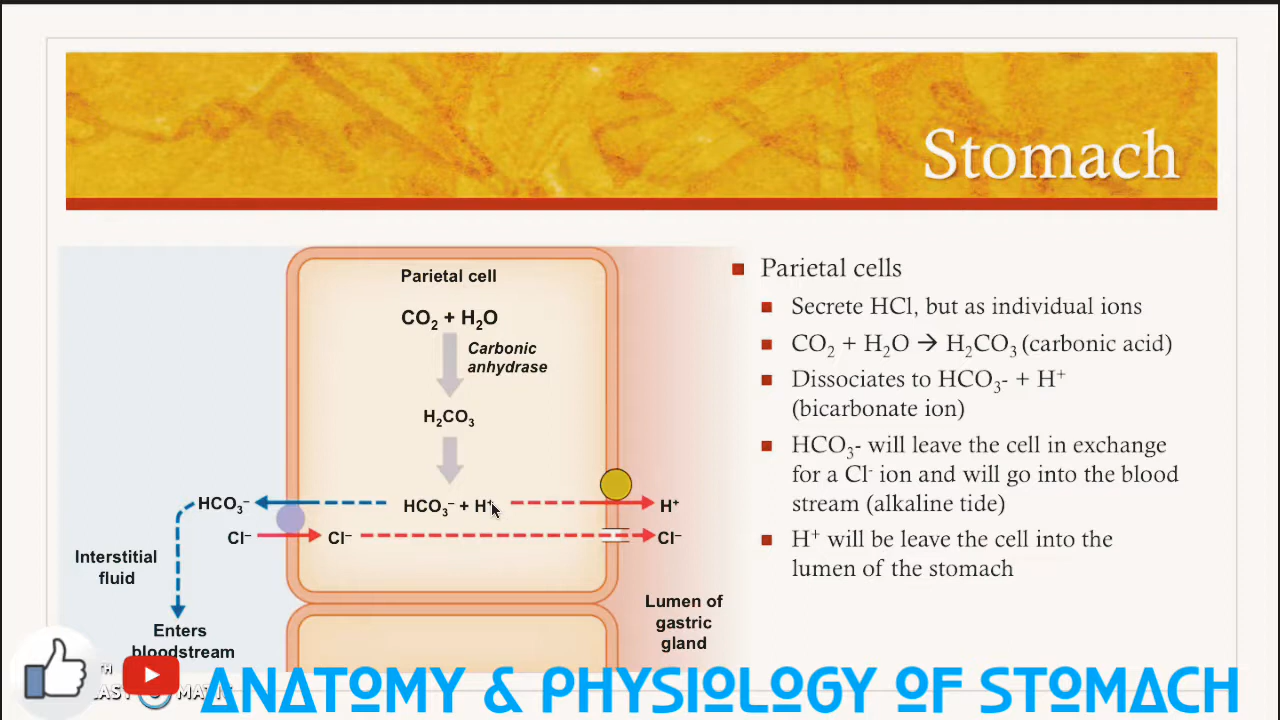 Stomach
Parietal cell
CO₂ + H₂O
Carbonic
anhydrase
H₂CO₃
HCO₃⁻ + H⁺
HCO₃⁻
H⁺
Cl⁻
Cl⁻
Cl⁻
Interstitial
fluid
Enters
bloodstream
Lumen of
gastric
gland
Parietal cells
Secrete HCl, but as individual ions
CO₂ + H₂O → H₂CO₃ (carbonic acid)
Dissociates to HCO₃- + H⁺
(bicarbonate ion)
HCO₃- will leave the cell in exchange
for a Cl⁻ ion and will go into the blood
stream (alkaline tide)
H⁺ will be leave the cell into the
lumen of the stomach
ANATOMY & PHYSIOLOGY OF STOMACH